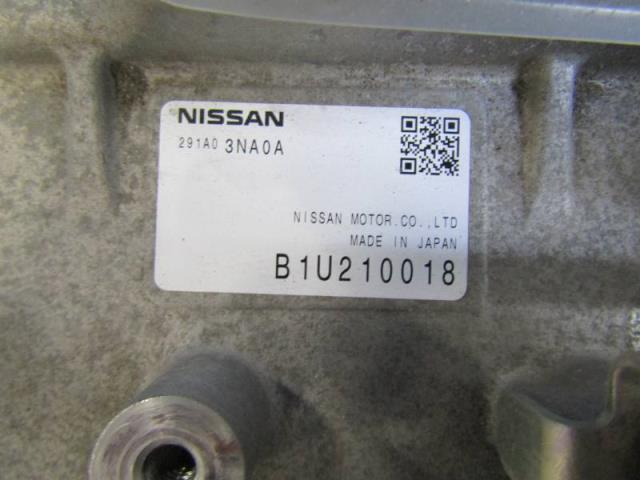 NISSAN
291A0 3NA0A
NISSAN MOTOR.CO.,LTD
MADE IN JAPAN
B1U210018